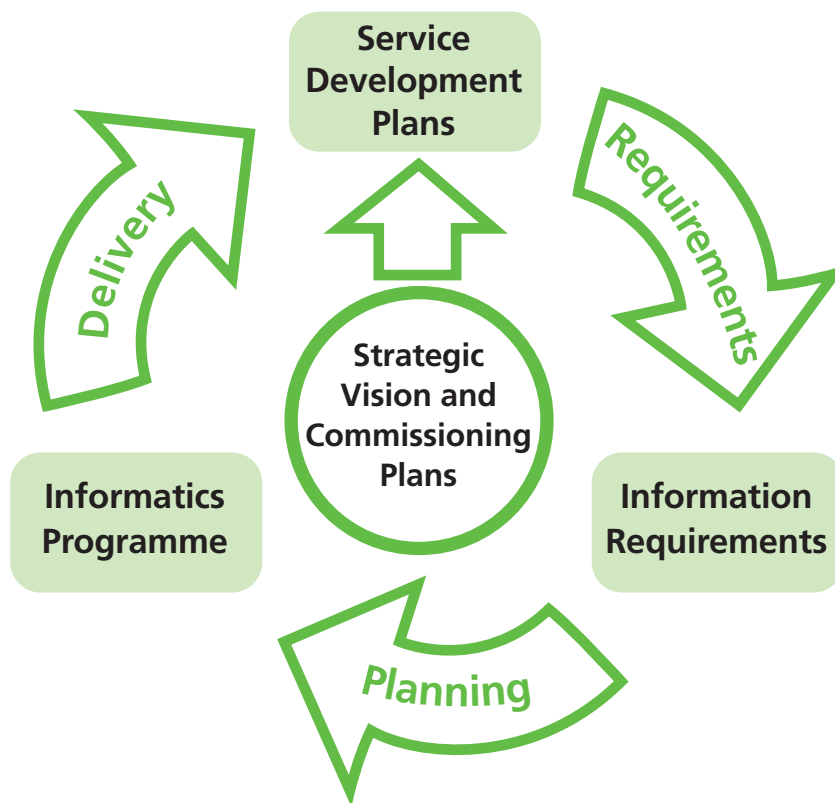 Service
Development
Plans
Requirements
Delivery
Strategic
Vision and
Commissioning
Plans
Informatics
Programme
Information
Requirements
Planning